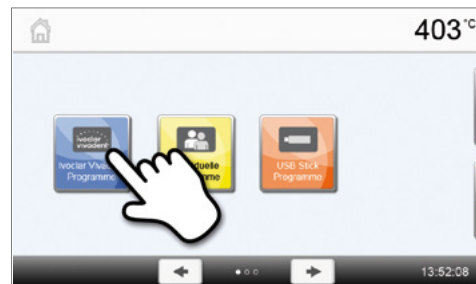 403 °C
ivoclar
vivadent
Ivoclar Viva
Programme
duelle
mme
USB Stick
Programme
13:52:08